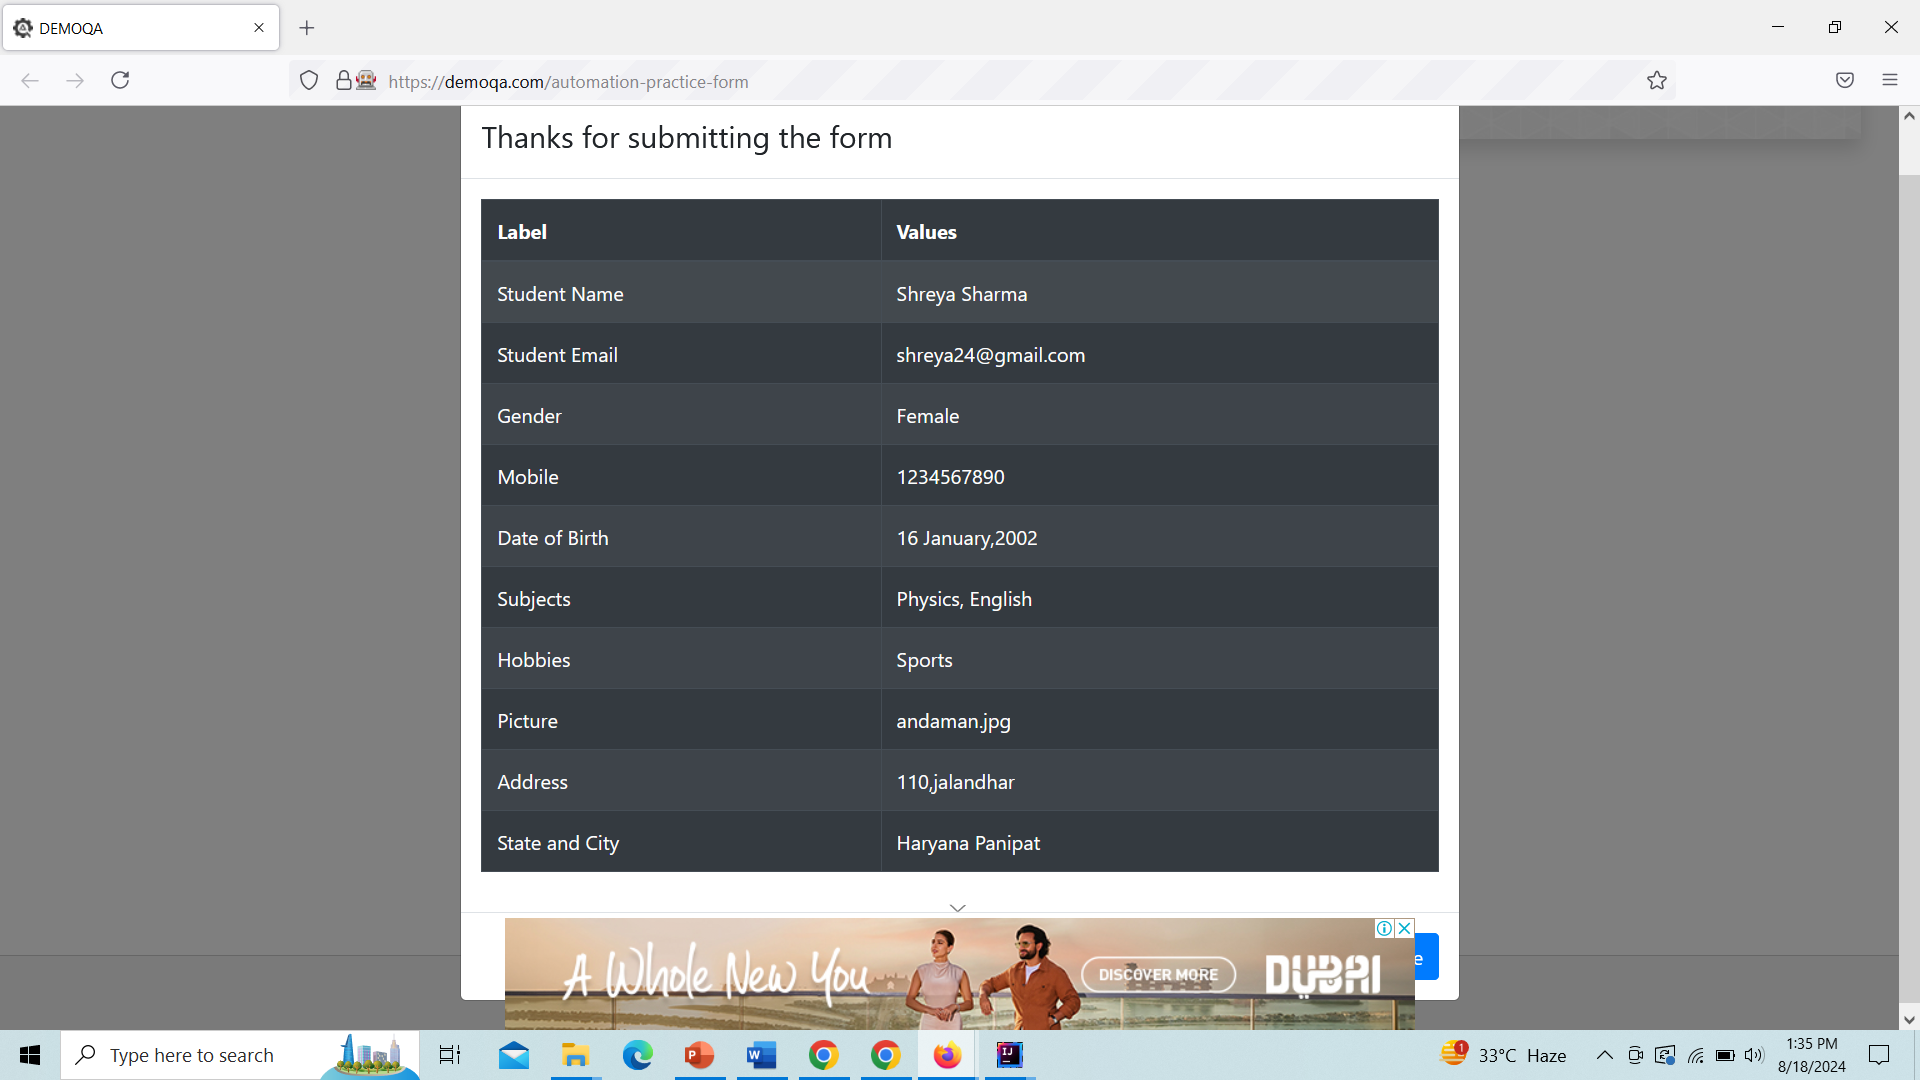 DEMOQA
https://demoqa.com/automation-practice-form
Thanks for submitting the form
Label Values
Student Name Shreya Sharma
Student Email shreya24@gmail.com
Gender Female
Mobile 1234567890
Date of Birth 16 January,2002
Subjects Physics, English
Hobbies Sports
Picture andaman.jpg
Address 110,jalandhar
State and City Haryana Panipat
A Whole New You DISCOVER MORE DUBAI
e
Type here to search
P
W
IJ
1
33°C Haze
1:35 PM
8/18/2024